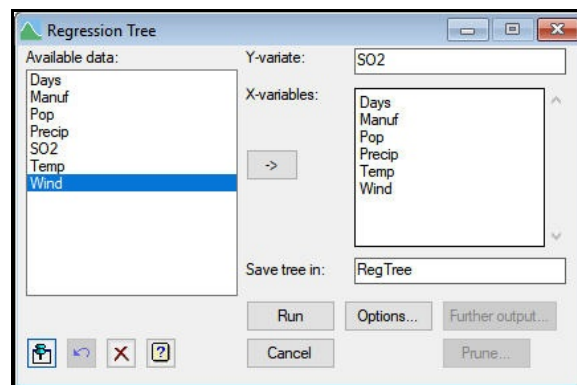 Regression Tree
Available data:
Days
Manuf
Pop
Precip
SO2
Temp
Wind
Y-variate:
SO2
X-variables:
Days
Manuf
Pop
Precip
Temp
Wind
->
Save tree in:
RegTree
Run
Options...
Further output...
Cancel
Prune...
?